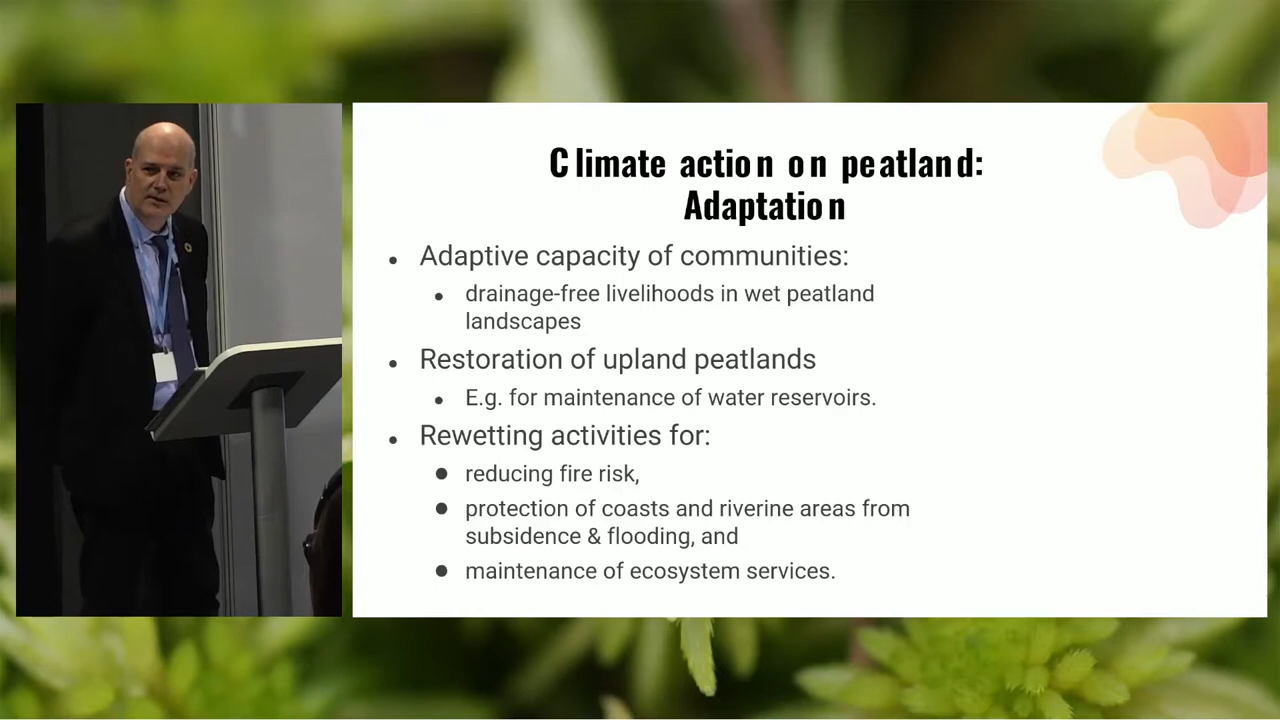 Climate action on peatland:
Adaptation
Adaptive capacity of communities:
drainage-free livelihoods in wet peatland
landscapes
Restoration of upland peatlands
E.g. for maintenance of water reservoirs.
Rewetting activities for:
reducing fire risk,
protection of coasts and riverine areas from
subsidence & flooding, and
maintenance of ecosystem services.